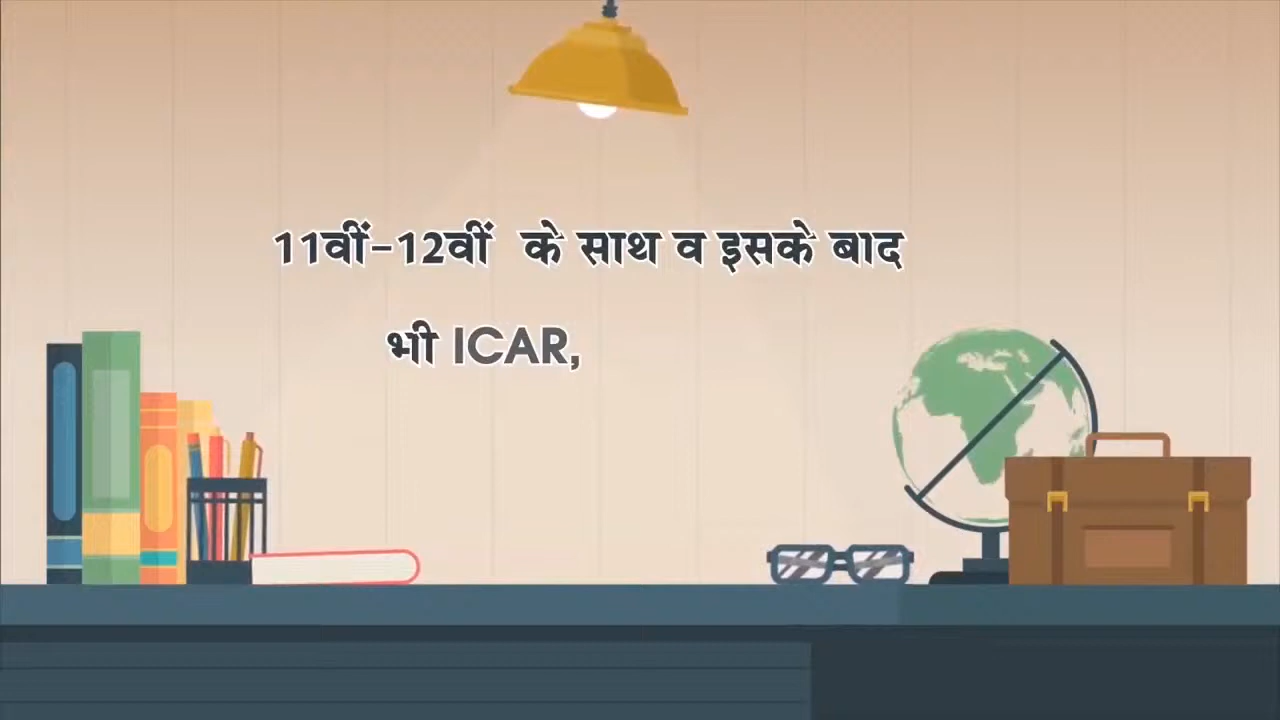 11वीं-12वीं के साथ व इसके बाद
भी ICAR,